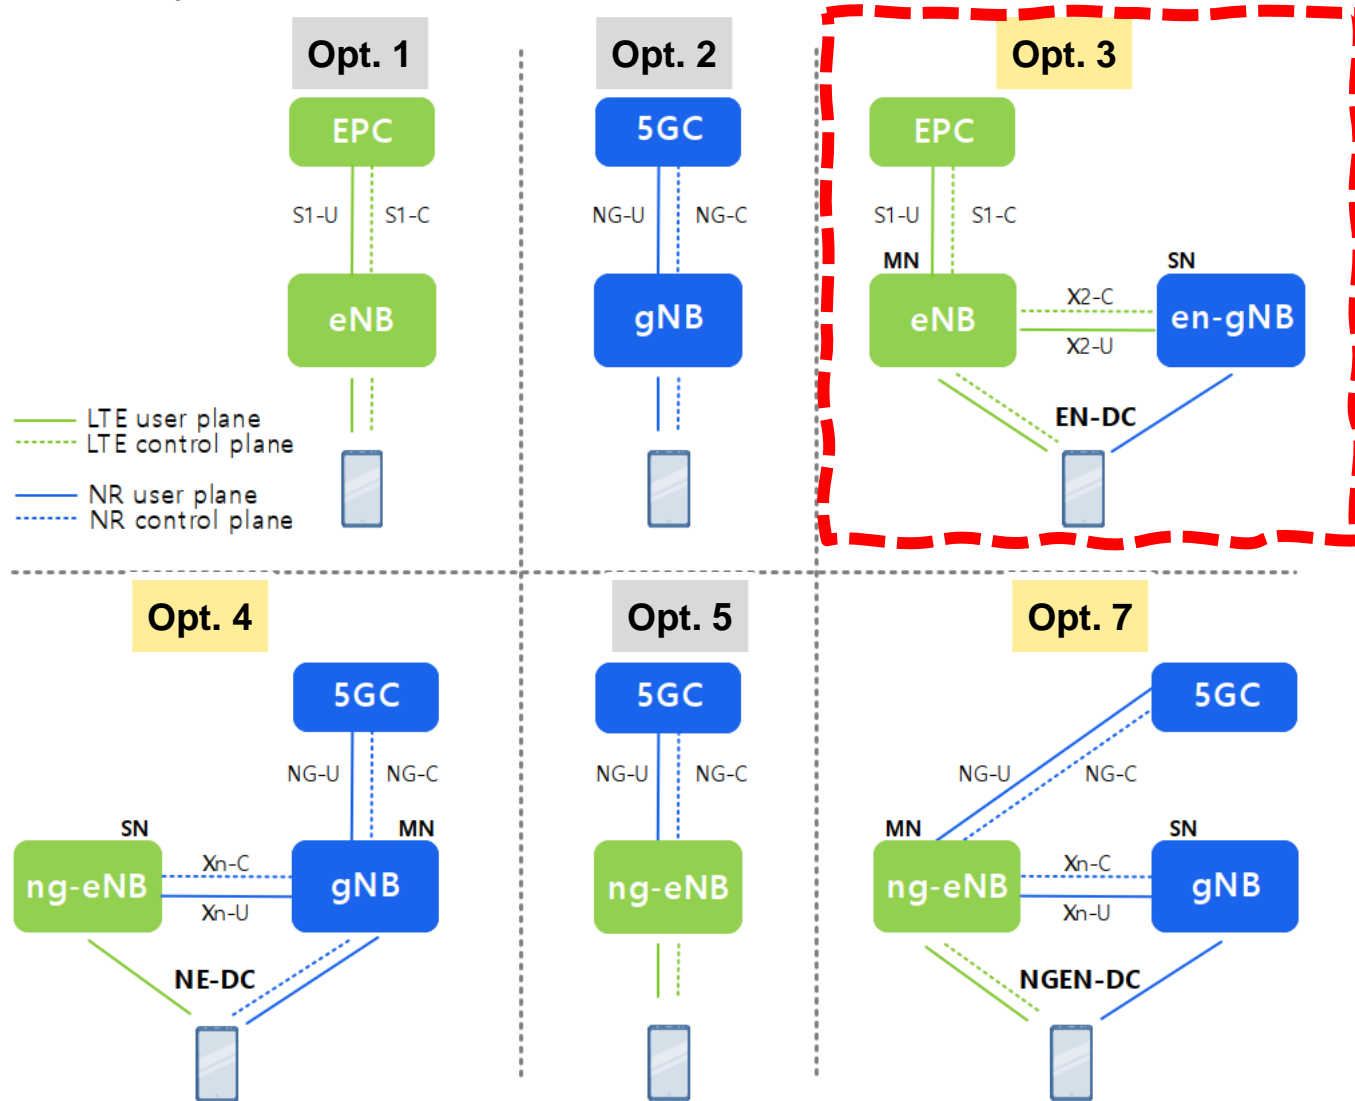 Opt. 1
EPC
S1-U
S1-C
eNB
LTE user plane
LTE control plane
NR user plane
NR control plane
Opt. 2
5GC
NG-U
NG-C
gNB
Opt. 3
EPC
S1-U
S1-C
MN
SN
eNB
X2-C
X2-U
en-gNB
EN-DC
Opt. 4
5GC
NG-U
NG-C
SN
MN
ng-eNB
Xn-C
Xn-U
gNB
NE-DC
Opt. 5
5GC
NG-U
NG-C
ng-eNB
Opt. 7
5GC
NG-U
NG-C
MN
SN
ng-eNB
Xn-C
Xn-U
gNB
NGEN-DC